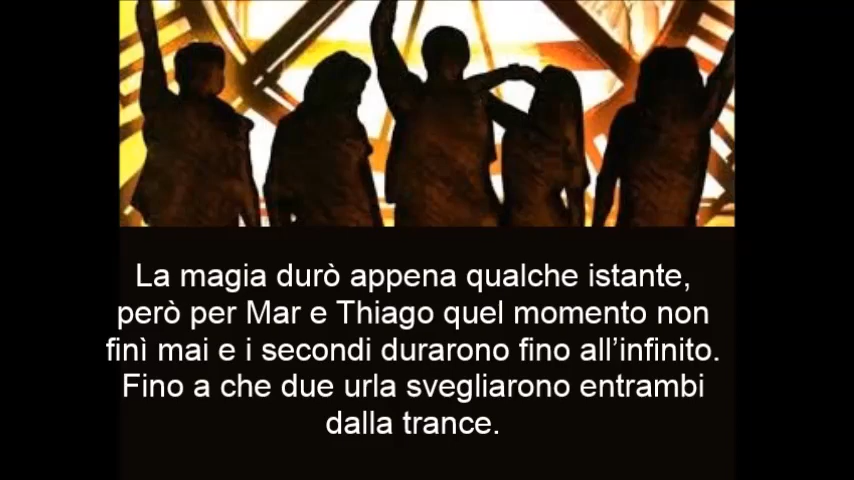 La magia durò appena qualche istante,
però per Mar e Thiago quel momento non
finì mai e i secondi durarono fino all’infinito.
Fino a che due urla svegliarono entrambi
dalla trance.